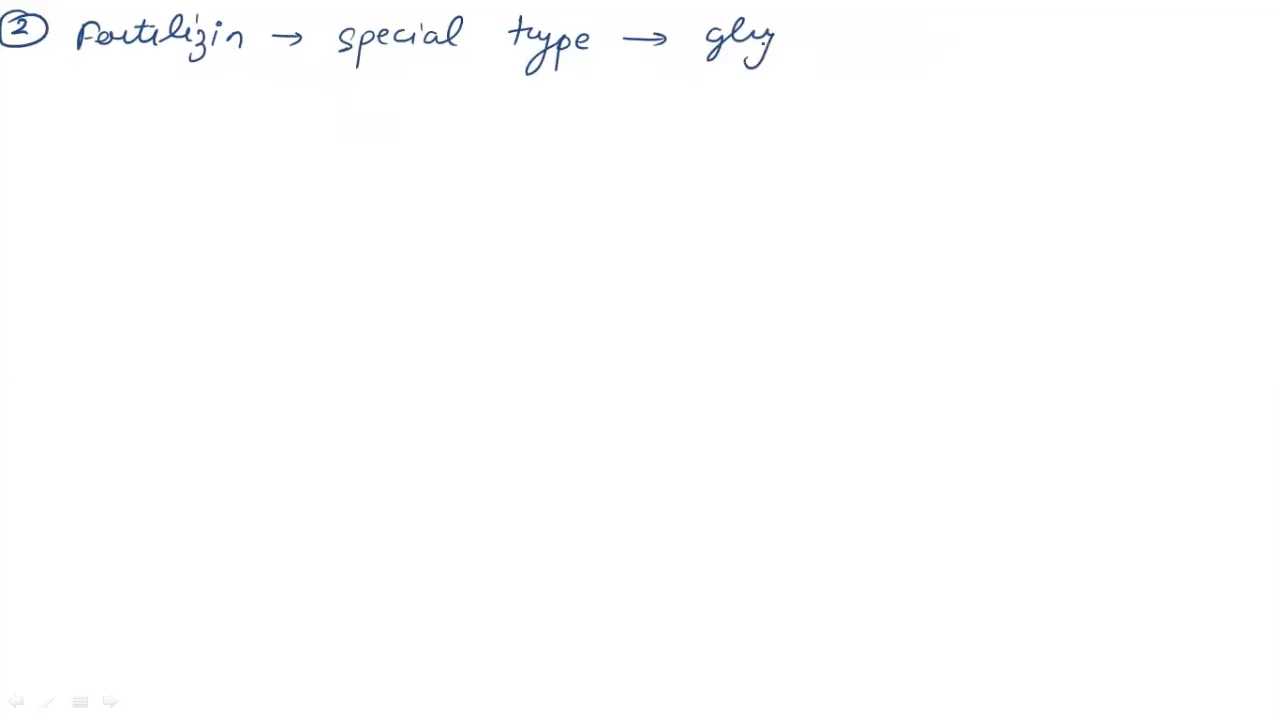 ② Fertilizin → special type → gly